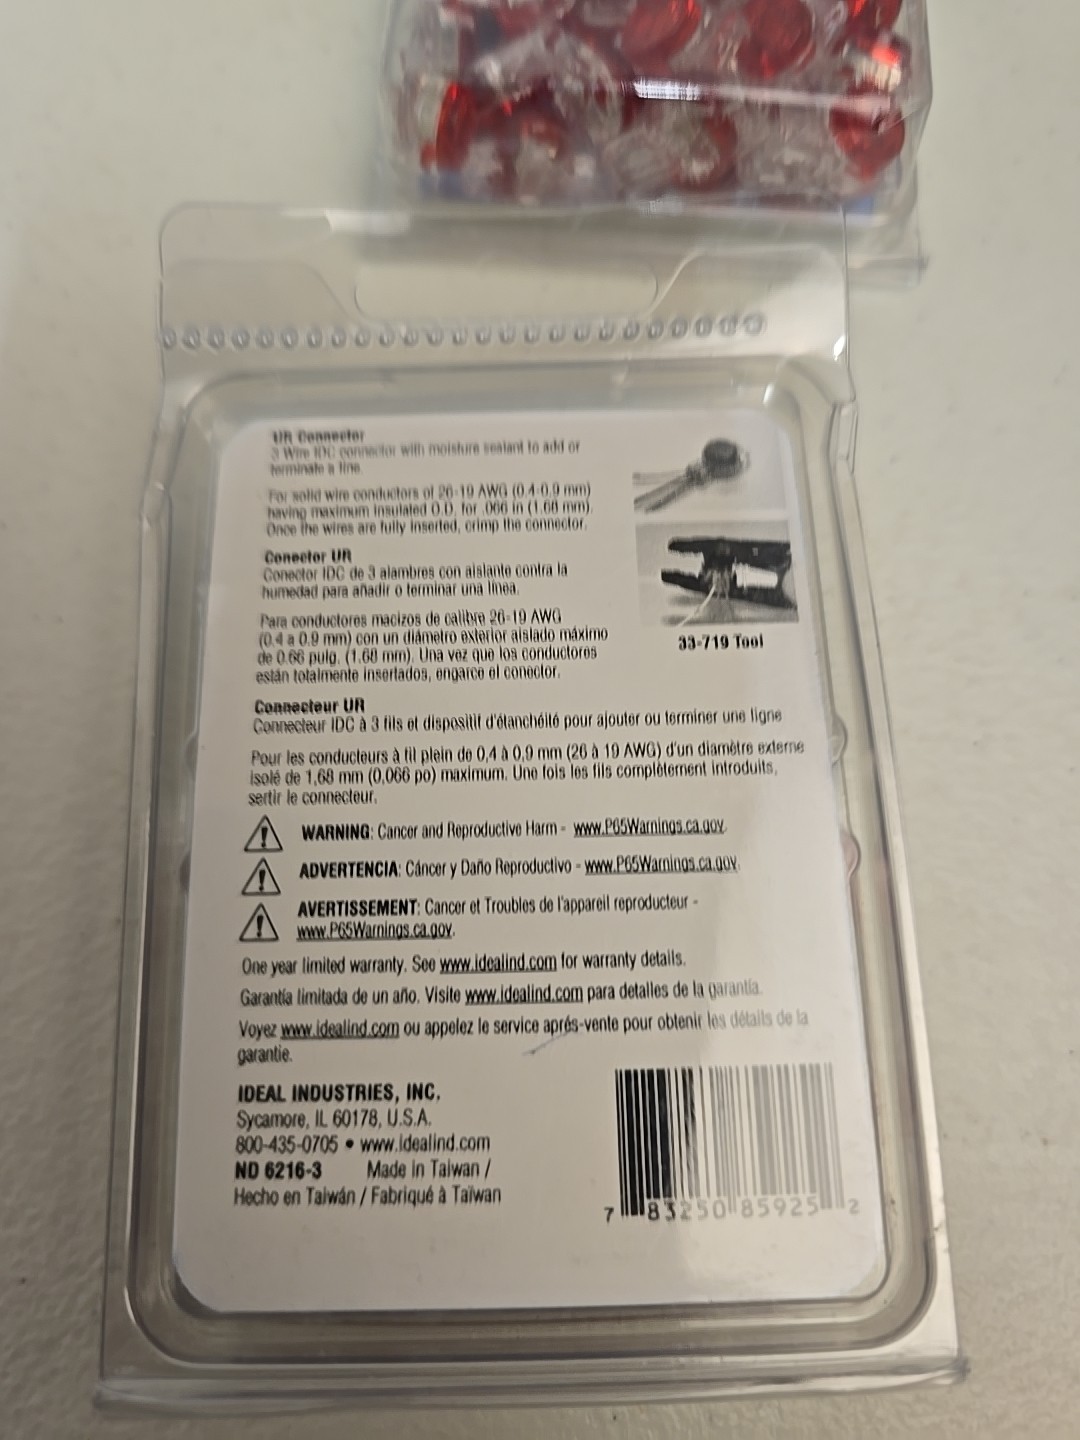 UR Connector
3 Wire IDC connector with moisture sealant to add or
terminate a line.
For solid wire conductors of 26-19 AWG (0.4-0.9 mm)
having maximum insulated O.D. for .066 in (1.68 mm).
Once the wires are fully inserted, crimp the connector.
Conector UR
Conector IDC de 3 alambres con aislante contra la
humedad para añadir o terminar una línea.
Para conductores macizos de calibre 26-19 AWG
(0.4 a 0.9 mm) con un diámetro exterior aislado máximo
de 0.66 pulg. (1.68 mm). Una vez que los conductores
están totalmente insertados, engarce el conector.
33-719 Tool
Connecteur UR
Connecteur IDC à 3 fils et dispositif d'étanchéité pour ajouter ou terminer une ligne
Pour les conducteurs à fil plein de 0,4 à 0,9 mm (26 à 19 AWG) d'un diamètre externe
isolé de 1,68 mm (0,066 po) maximum. Une fois les fils complètement introduits,
sertir le connecteur.
WARNING: Cancer and Reproductive Harm - www.P65Warnings.ca.gov.
ADVERTENCIA: Cáncer y Daño Reproductivo - www.P65Warnings.ca.gov.
AVERTISSEMENT: Cancer et Troubles de l'appareil reproducteur -
www.P65Warnings.ca.gov.
One year limited warranty. See www.idealind.com for warranty details.
Garantía limitada de un año. Visite www.idealind.com para detalles de la garantía.
Voyez www.idealind.com ou appelez le service aprés-vente pour obtenir les détails de la
garantie.
IDEAL INDUSTRIES, INC.
Sycamore, IL 60178, U.S.A.
800-435-0705 • www.idealind.com
ND 6216-3 Made in Taiwan /
Hecho en Taiwán / Fabriqué à Taïwan
7 83250 85925 2